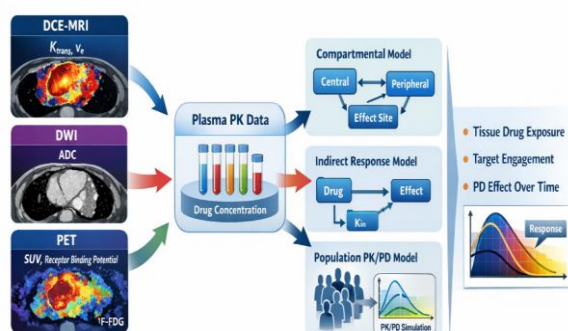 DCE-MRI
Ktrans, ve
DWI
ADC
PET
SUV, Receptor Binding Potential
¹F-FDG
Plasma PK Data
Drug Concentration
Compartmental Model
Central
Peripheral
Effect Site
Indirect Response Model
Drug
Effect
Kin
Population PK/PD Model
PK/PD Simulation
• Tissue Drug Exposure
• Target Engagement
• PD Effect Over Time
Response